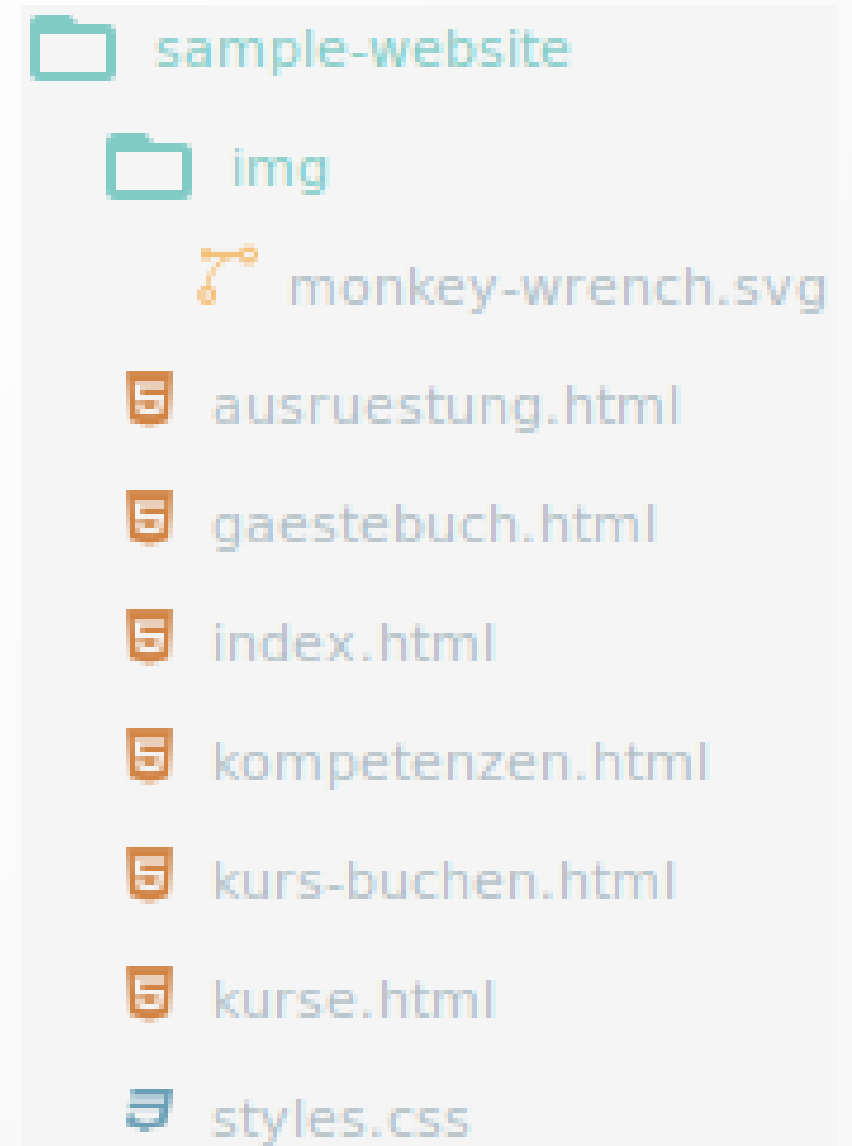 sample-website
img
monkey-wrench.svg
ausruestung.html
gaestebuch.html
index.html
kompetenzen.html
kurs-buchen.html
kurse.html
styles.css